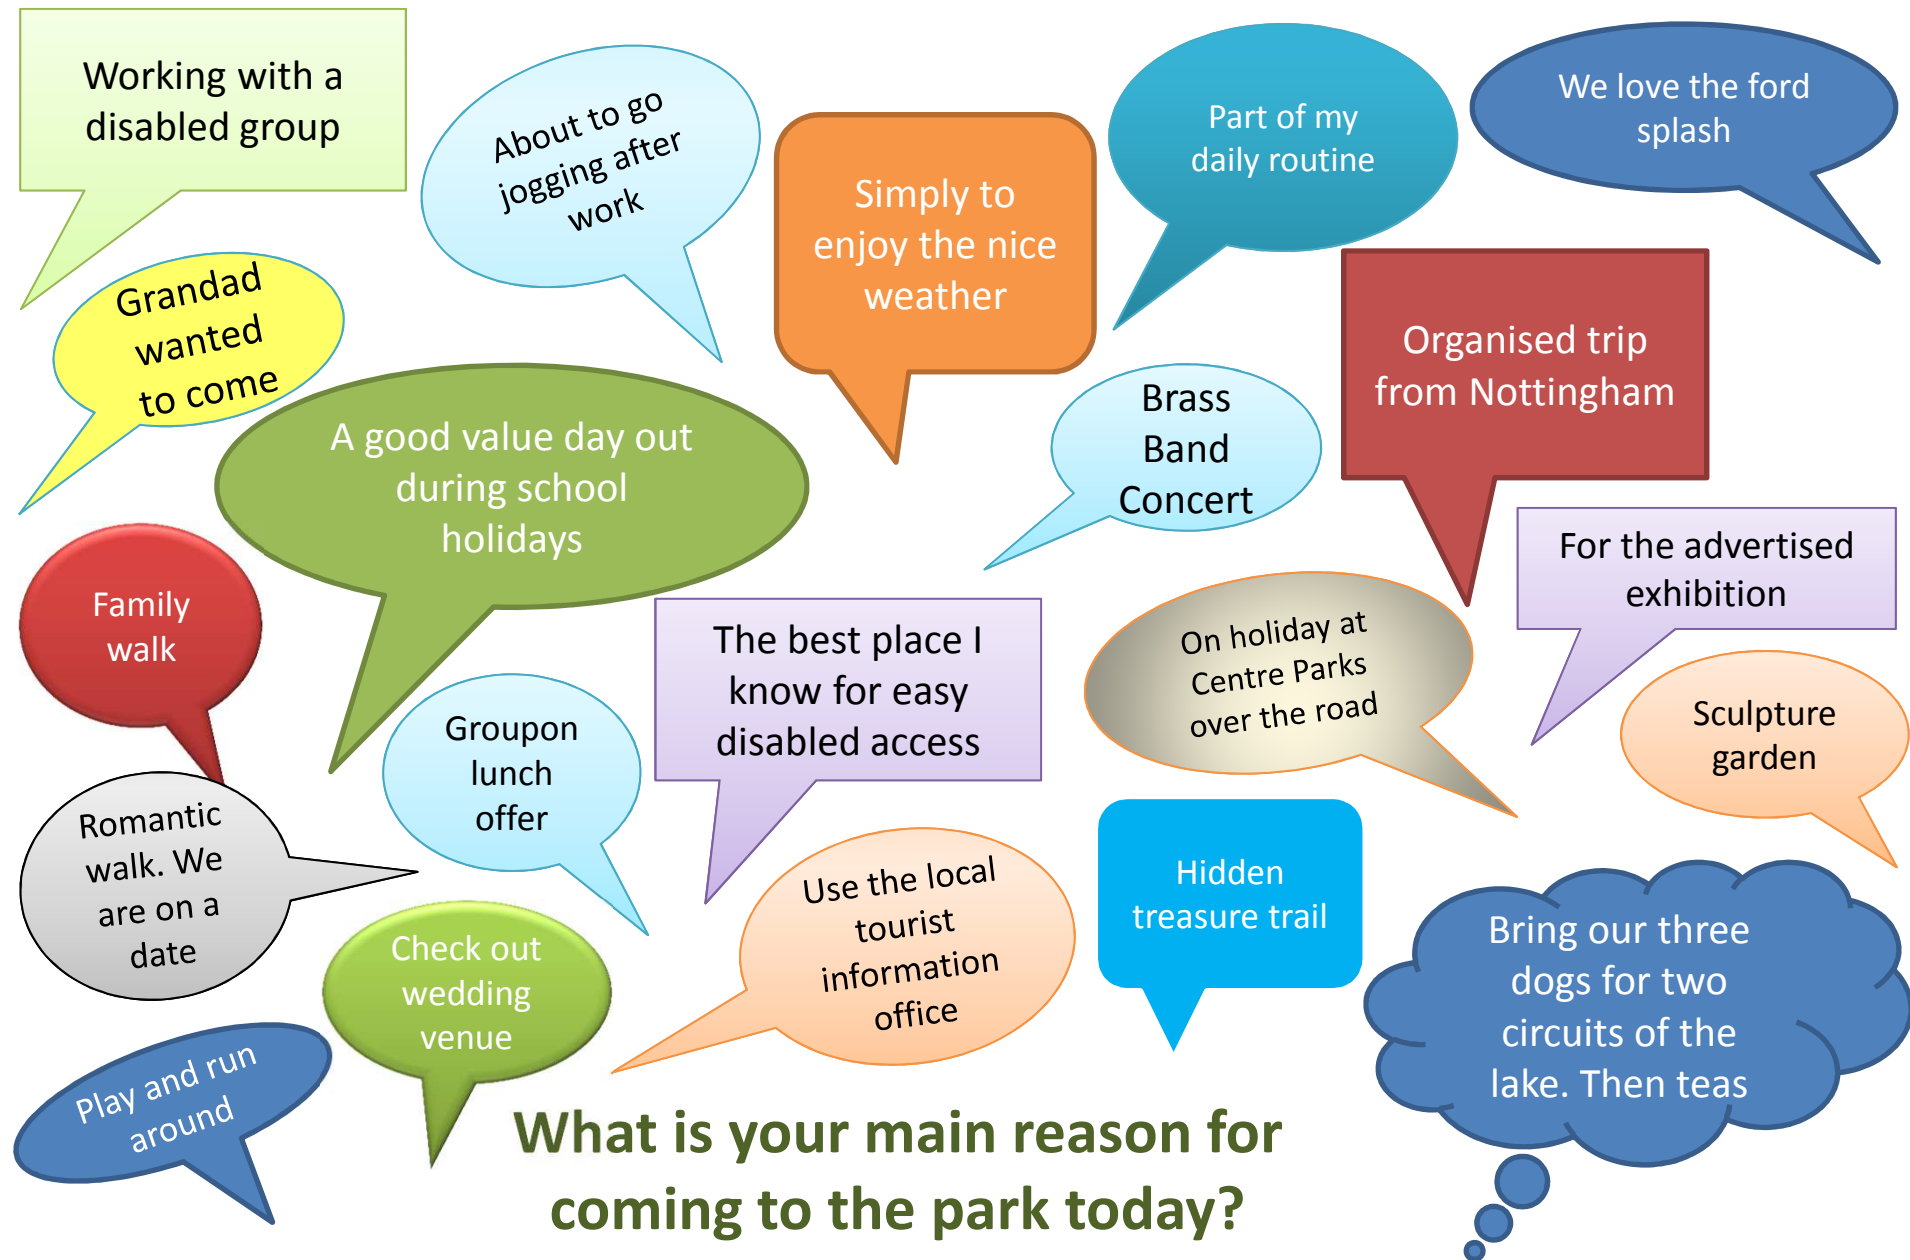 Working with a
disabled group
About to go
jogging after
work
Simply to
enjoy the nice
weather
Part of my
daily routine
We love the ford
splash
Grandad
wanted
to come
A good value day out
during school
holidays
Brass
Band
Concert
Organised trip
from Nottingham
For the advertised
exhibition
Family
walk
The best place I
know for easy
disabled access
On holiday at
Centre Parks
over the road
Sculpture
garden
Groupon
lunch
offer
Romantic
walk. We
are on a
date
Use the local
tourist
information
office
Hidden
treasure trail
Check out
wedding
venue
Bring our three
dogs for two
circuits of the
lake. Then teas
Play and run
around
What is your main reason for
coming to the park today?